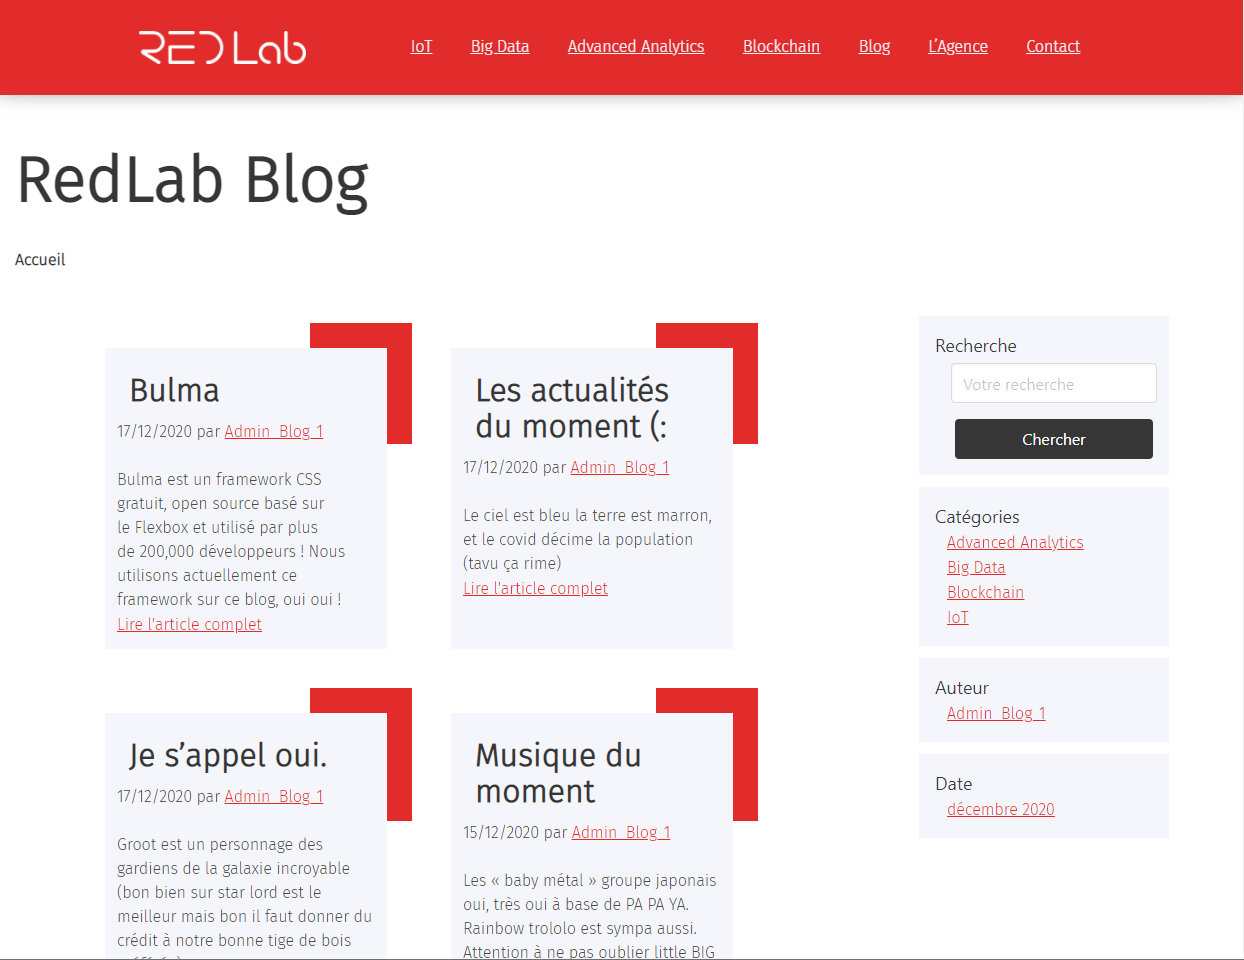 RED Lab
IoT
Big Data
Advanced Analytics
Blockchain
Blog
L'Agence
Contact
RedLab Blog
Accueil
Bulma
17/12/2020 par Admin_Blog_1
Bulma est un framework CSS
gratuit, open source basé sur
le Flexbox et utilisé par plus
de 200,000 développeurs ! Nous
utilisons actuellement ce
framework sur ce blog, oui oui !
Lire l'article complet
Les actualités
du moment (:
17/12/2020 par Admin_Blog_1
Le ciel est bleu la terre est marron,
et le covid décime la population
(tavu ça rime)
Lire l'article complet
Je s’appel oui.
17/12/2020 par Admin_Blog_1
Groot est un personnage des
gardiens de la galaxie incroyable
(bon bien sur star lord est le
meilleur mais bon il faut donner du
crédit à notre bonne tige de bois
Musique du
moment
15/12/2020 par Admin_Blog_1
Les « baby métal » groupe japonais
oui, très oui à base de PA PA YA.
Rainbow trololo est sympa aussi.
Attention à ne pas oublier little BIG
Recherche
Votre recherche
Chercher
Catégories
Advanced Analytics
Big Data
Blockchain
IoT
Auteur
Admin_Blog_1
Date
décembre 2020